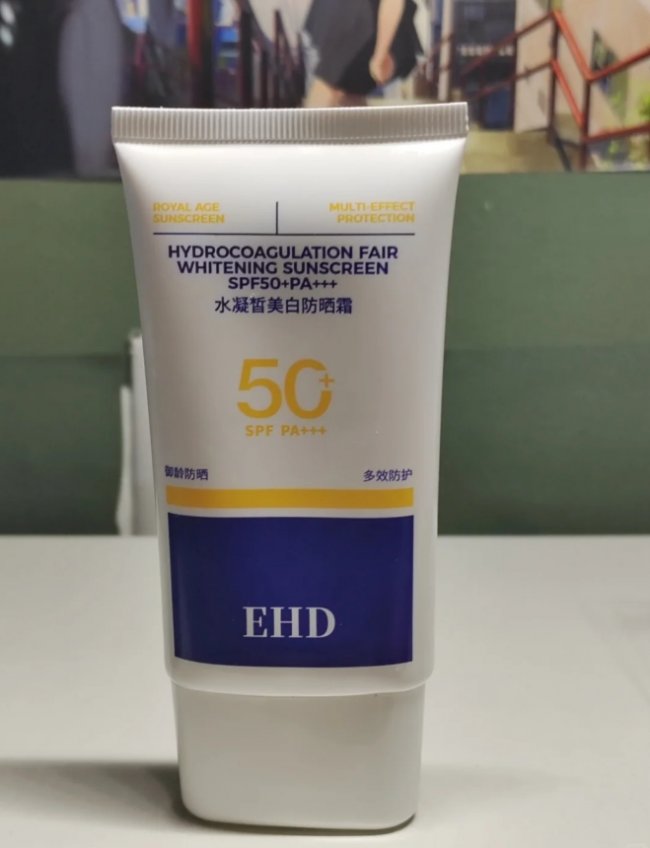 ROYAL AGE
SUNSCREEN
MULTI-EFFECT
PROTECTION
HYDROCOAGULATION FAIR
WHITENING SUNSCREEN
SPF50+PA+++
水凝皙美白防晒霜
50+
SPF PA+++
御龄防晒
多效防护
EHD